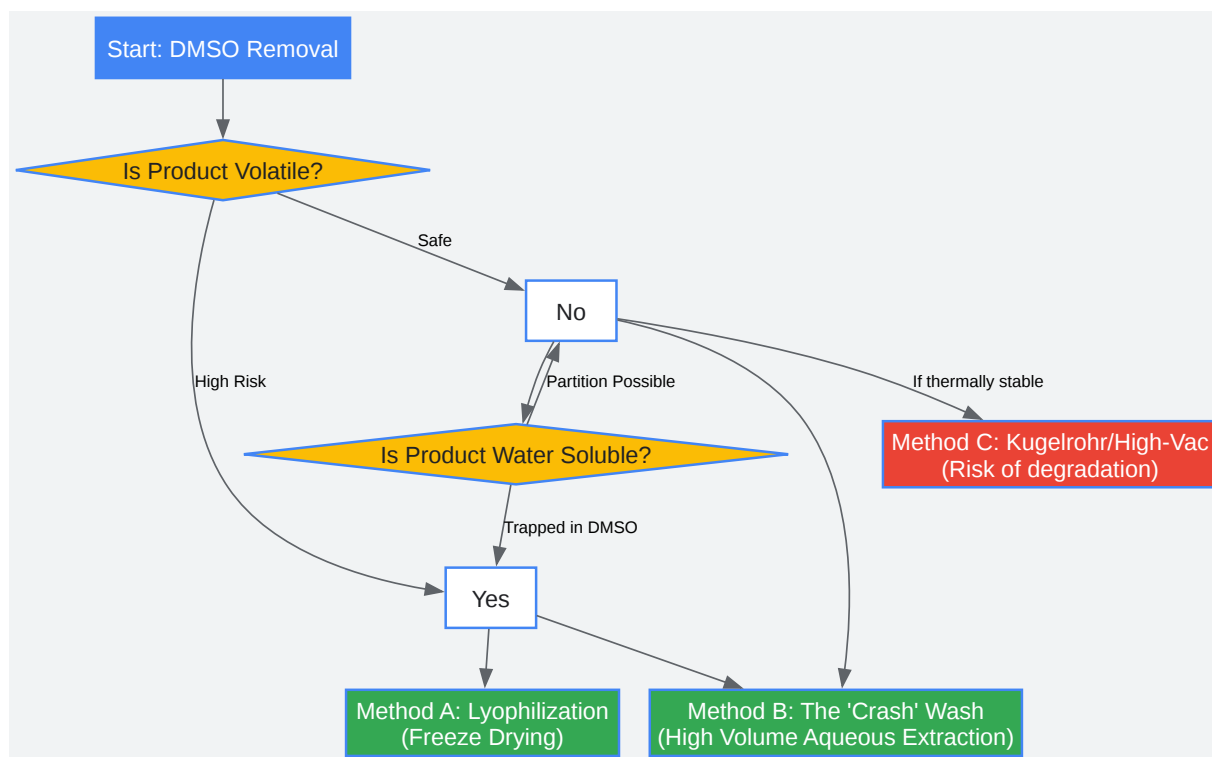 Start: DMSO Removal
Is Product Volatile?
Safe
No
High Risk
Partition Possible
If thermally stable
Method C: Kugelrohr/High-Vac
(Risk of degradation)
Is Product Water Soluble?
Trapped in DMSO
Yes
Method A: Lyophilization
(Freeze Drying)
Method B: The 'Crash' Wash
(High Volume Aqueous Extraction)